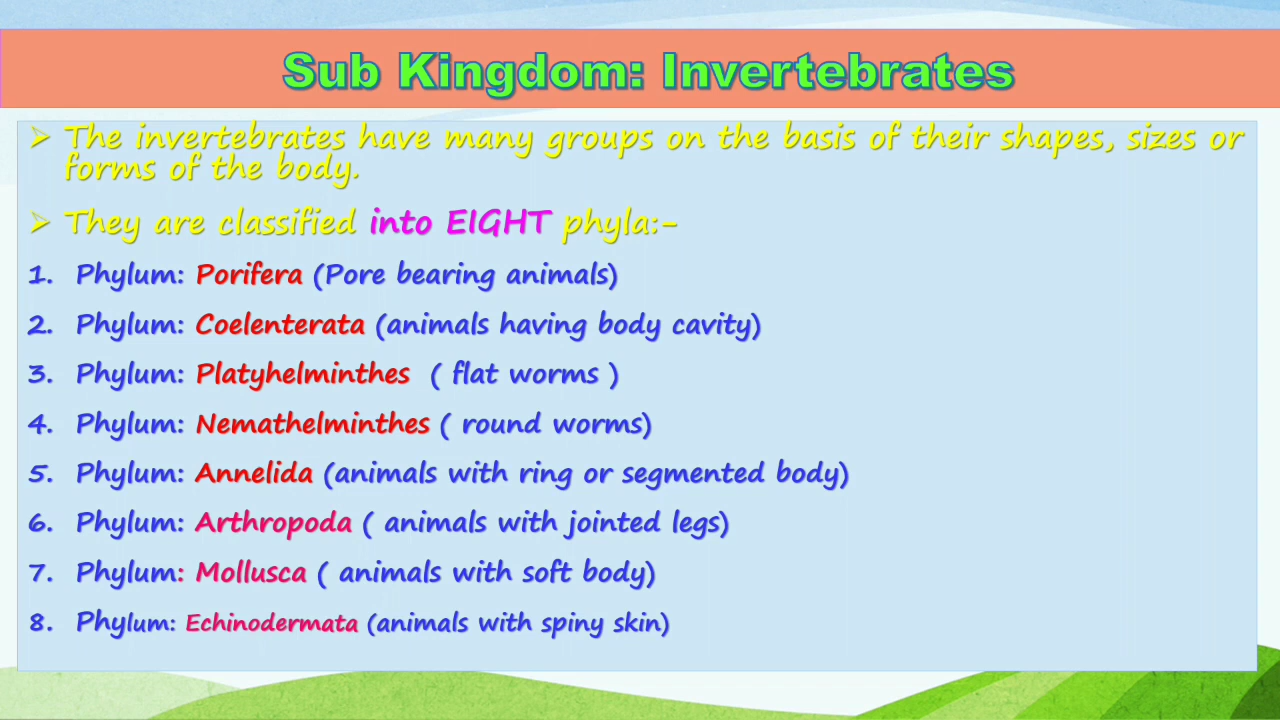 Sub Kingdom: Invertebrates
➢ The invertebrates have many groups on the basis of their shapes, sizes or
forms of the body.
➢ They are classified into EIGHT phyla:-
1. Phylum: Porifera (Pore bearing animals)
2. Phylum: Coelenterata (animals having body cavity)
3. Phylum: Platyhelminthes ( flat worms )
4. Phylum: Nemathelminthes ( round worms)
5. Phylum: Annelida (animals with ring or segmented body)
6. Phylum: Arthropoda ( animals with jointed legs)
7. Phylum: Mollusca ( animals with soft body)
8. Phylum: Echinodermata (animals with spiny skin)